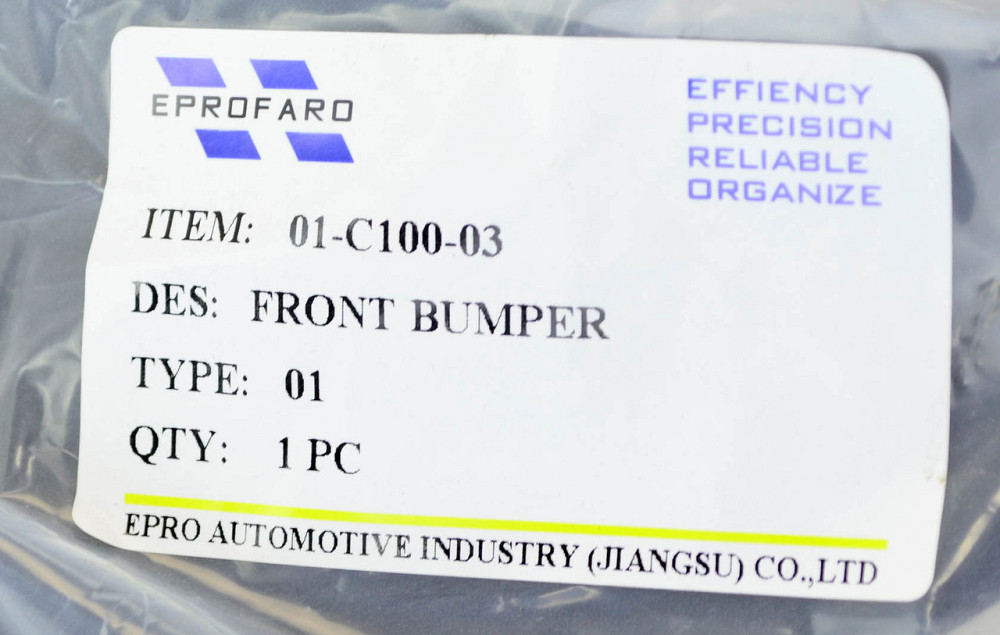 EPROFARO
EFFIENCY
PRECISION
RELIABLE
ORGANIZE
ITEM: 01-C100-03
DES: FRONT BUMPER
TYPE: 01
QTY: 1 PC
EPRO AUTOMOTIVE INDUSTRY (JIANGSU) CO.,LTD